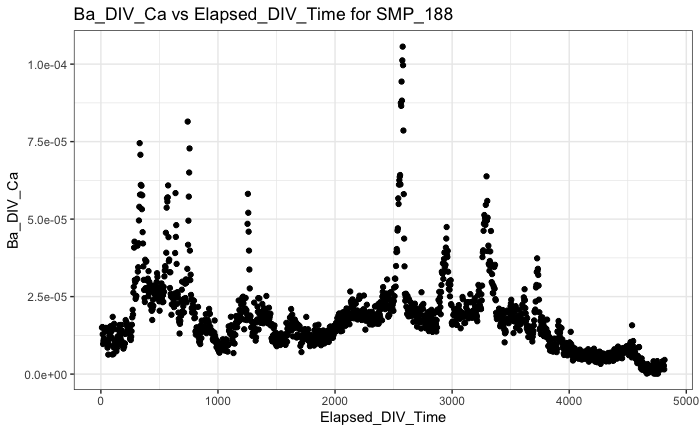 Ba_DIV_Ca vs Elapsed_DIV_Time for SMP_188
1.0e-04
7.5e-05
5.0e-05
2.5e-05
0.0e+00
Ba_DIV_Ca
0 1000 2000 3000 4000 5000
Elapsed_DIV_Time